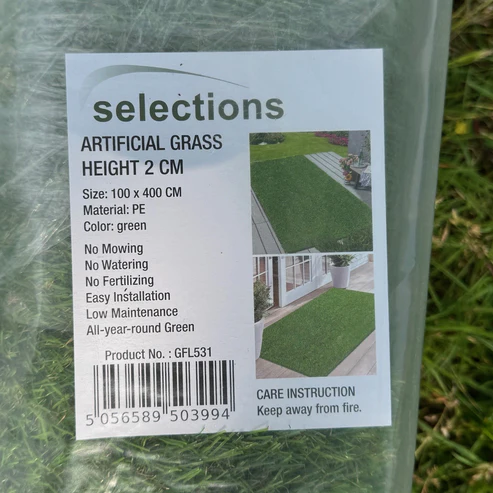 selections
ARTIFICIAL GRASS
HEIGHT 2 CM
Size: 100 x 400 CM
Material: PE
Color: green
No Mowing
No Watering
No Fertilizing
Easy Installation
Low Maintenance
All-year-round Green
Product No. : GFL531
5 056589 503994
CARE INSTRUCTION
Keep away from fire.